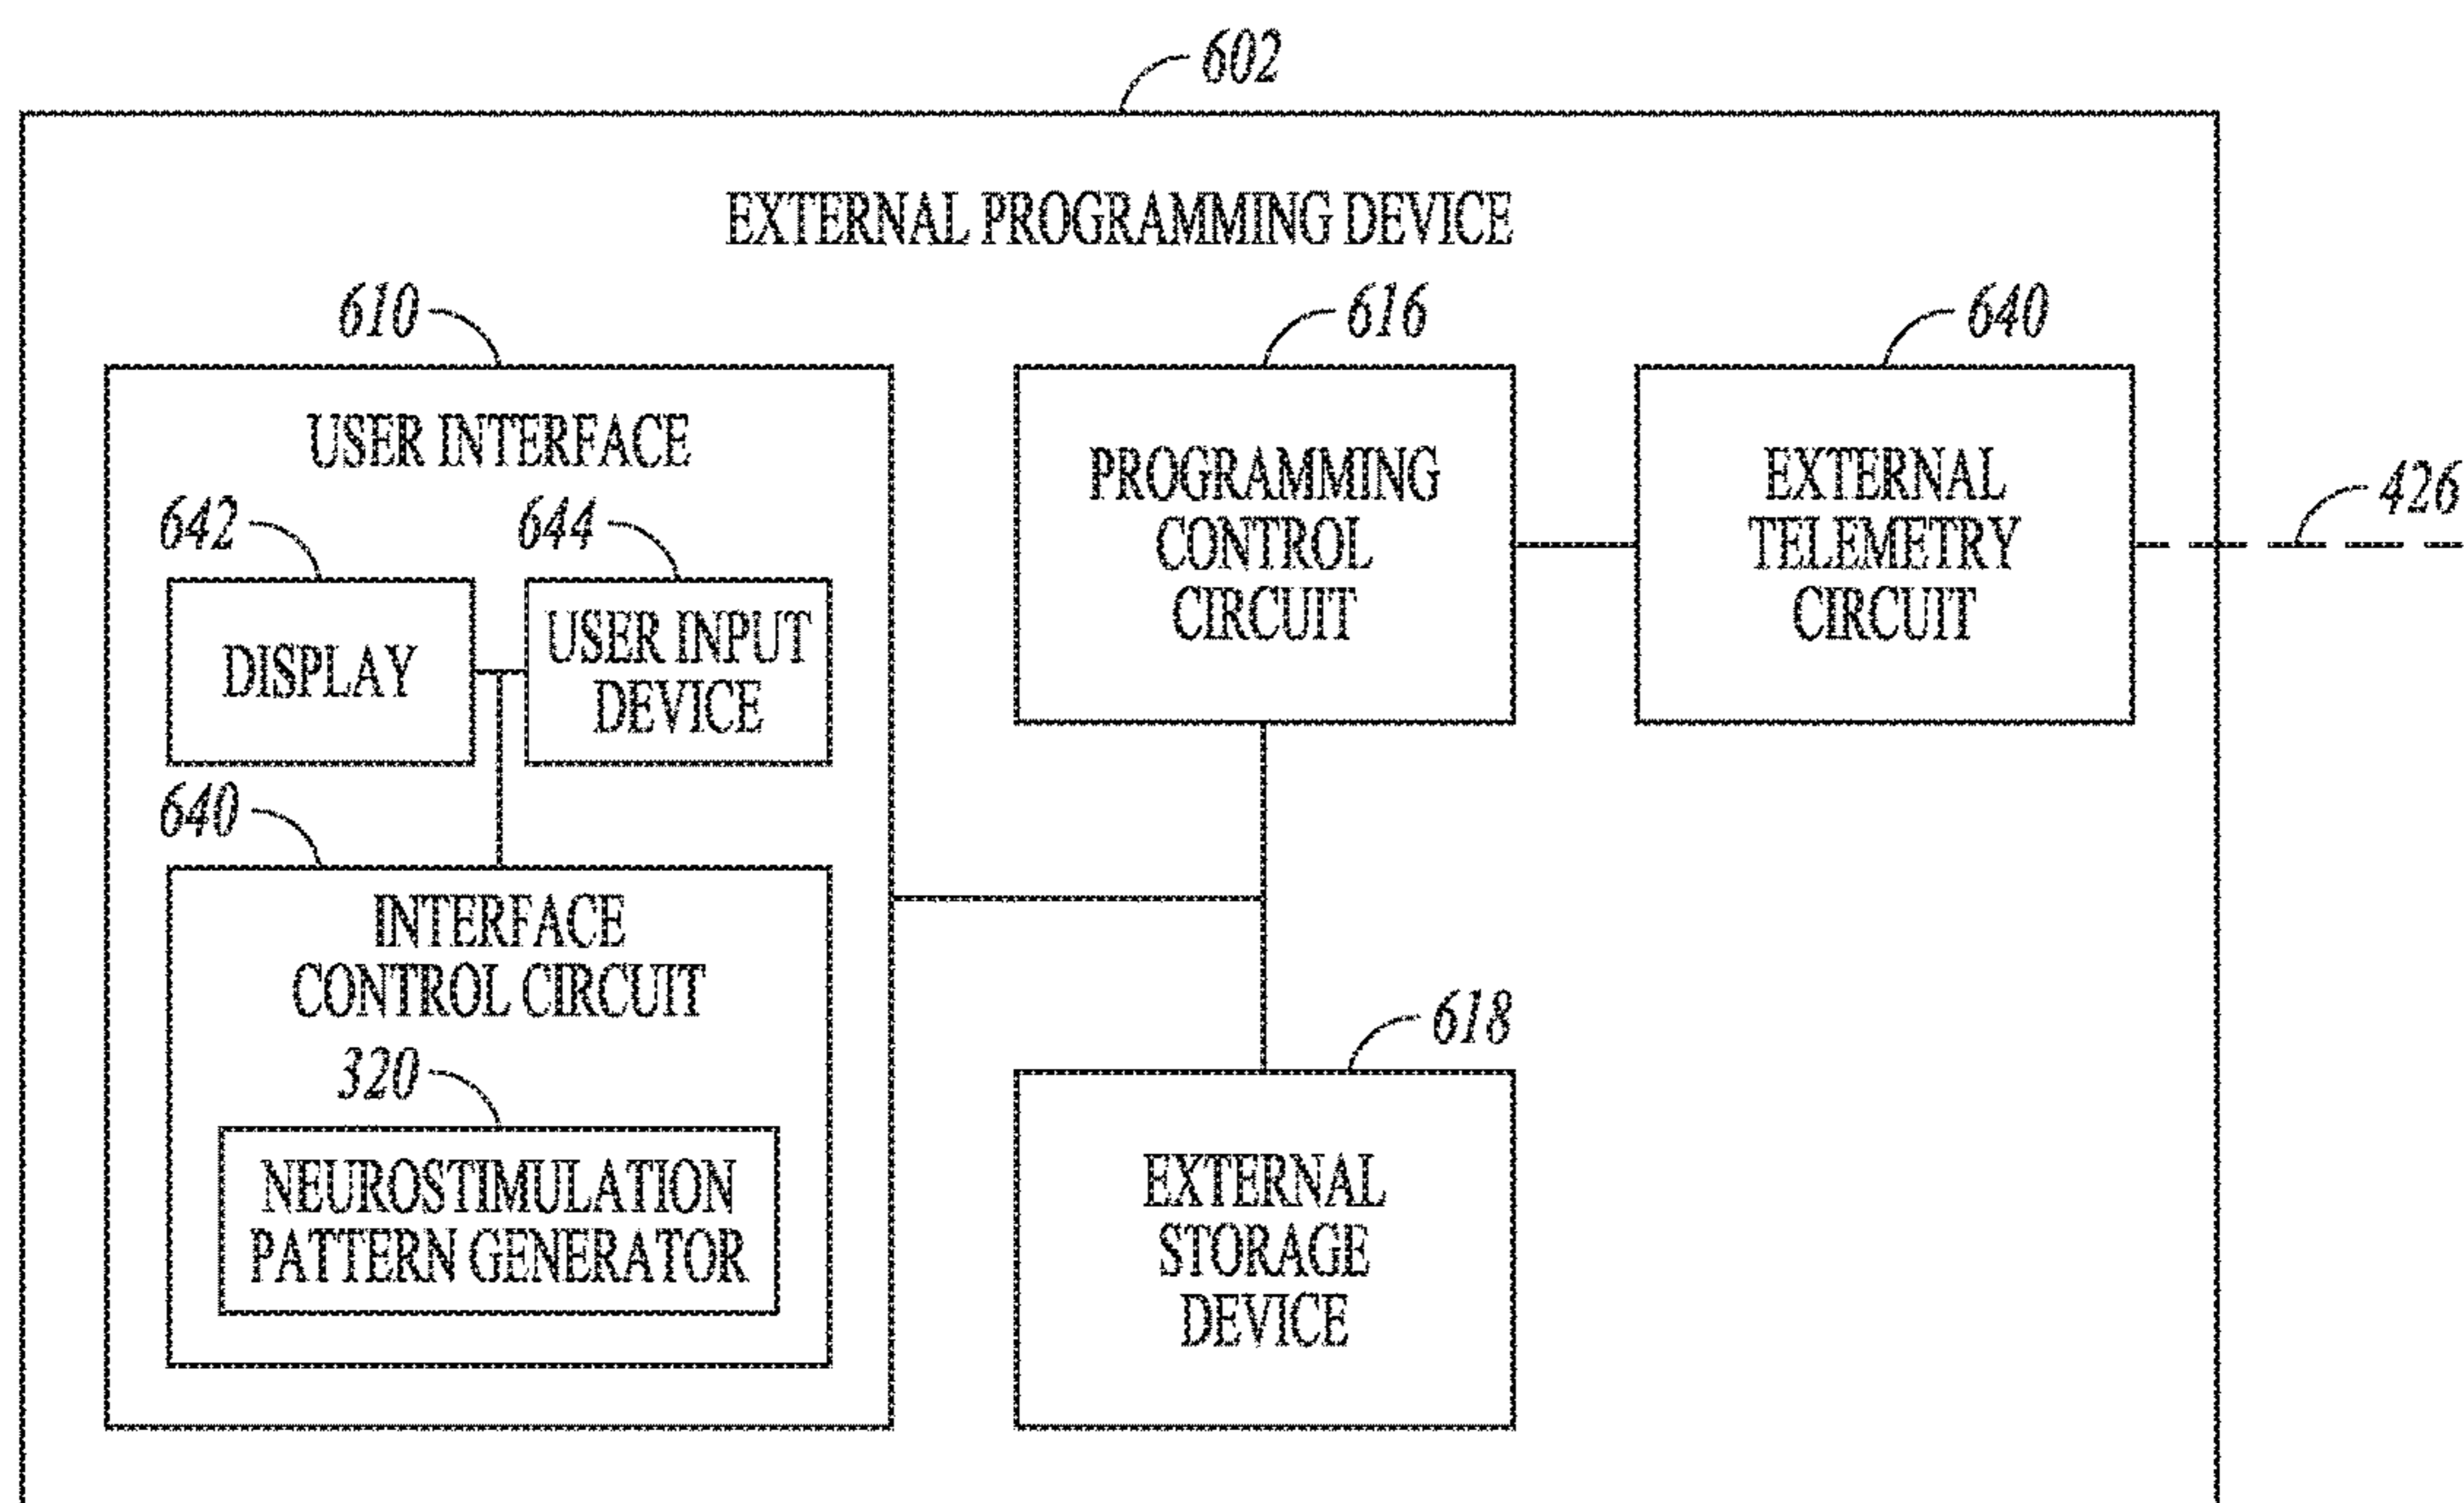 602
EXTERNAL PROGRAMMING DEVICE
610
616
640
USER INTERFACE
642
644
DISPLAY
USER INPUT
DEVICE
640
INTERFACE
CONTROL CIRCUIT
320
NEUROSTIMULATION
PATTERN GENERATOR
PROGRAMMING
CONTROL
CIRCUIT
EXTERNAL
TELEMETRY
CIRCUIT
426
618
EXTERNAL
STORAGE
DEVICE